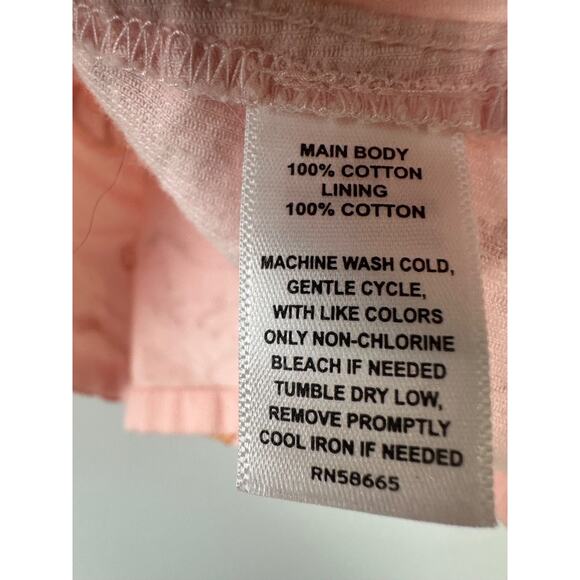 MAIN BODY
100% COTTON
LINING
100% COTTON
MACHINE WASH COLD,
GENTLE CYCLE,
WITH LIKE COLORS
ONLY NON-CHLORINE
BLEACH IF NEEDED
TUMBLE DRY LOW,
REMOVE PROMPTLY
COOL IRON IF NEEDED
RN58665